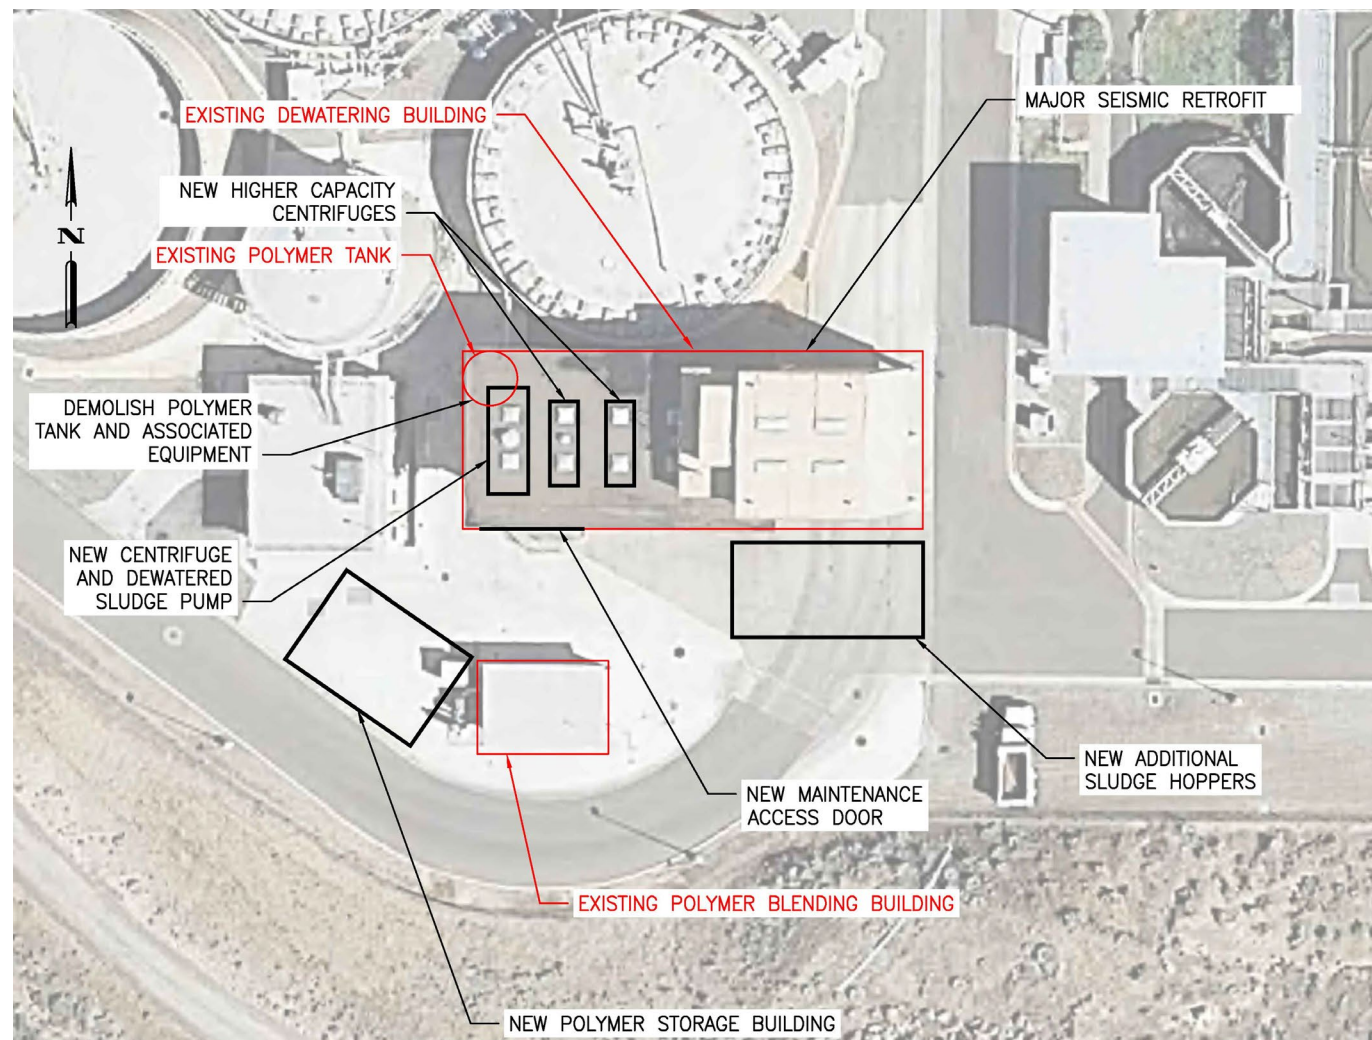 EXISTING DEWATERING BUILDING
MAJOR SEISMIC RETROFIT
NEW HIGHER CAPACITY
CENTRIFUGES
N
EXISTING POLYMER TANK
DEMOLISH POLYMER
TANK AND ASSOCIATED
EQUIPMENT
NEW CENTRIFUGE
AND DEWATERED
SLUDGE PUMP
NEW ADDITIONAL
SLUDGE HOPPERS
NEW MAINTENANCE
ACCESS DOOR
EXISTING POLYMER BLENDING BUILDING
NEW POLYMER STORAGE BUILDING